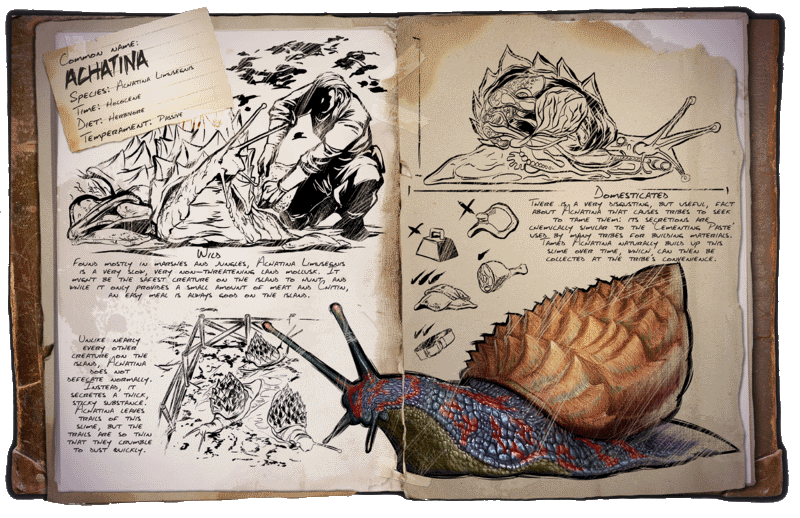 Common name:
Achatina
Species: Achatina Limusegnis
Time: Holocene
Diet: Herbivore
Temperament: Passive
Wild
Found mostly in marshes and jungles, Achatina Limusegnis
is a very slow, very non-threatening land mollusk. It
might be the safest creature on the island to hunt, and
while it only provides a small amount of meat and Chitin,
an easy meal is always good on the island.
Unlike nearly
every other
creature on the
island, Achatina
does not
defecate normally.
Instead, it
secretes a thick,
sticky substance.
Achatina leaves
trails of this
slime, but the
trails are so thin
that they crumble
to dust quickly.
Domesticated
There is a very disgusting, but useful, fact
about Achatina that causes tribes to seek
to tame them: its secretions are
chemically similar to the 'Cementing Paste'
used by many tribes for building materials.
Tamed Achatina naturally build up this
slime over time, which can then be
collected at the tribe's convenience.